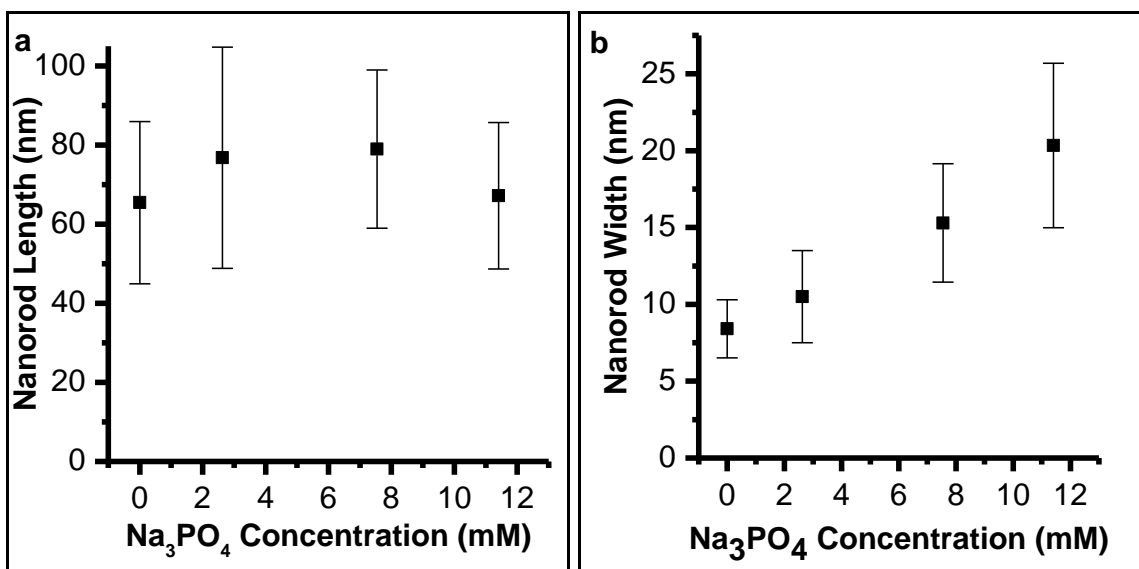 a
Nanorod Length (nm)
100
80
60
40
20
0
0 2 4 6 8 10 12
Na₃PO₄ Concentration (mM)
b
Nanorod Width (nm)
25
20
15
10
5
0
0 2 4 6 8 10 12
Na₃PO₄ Concentration (mM)